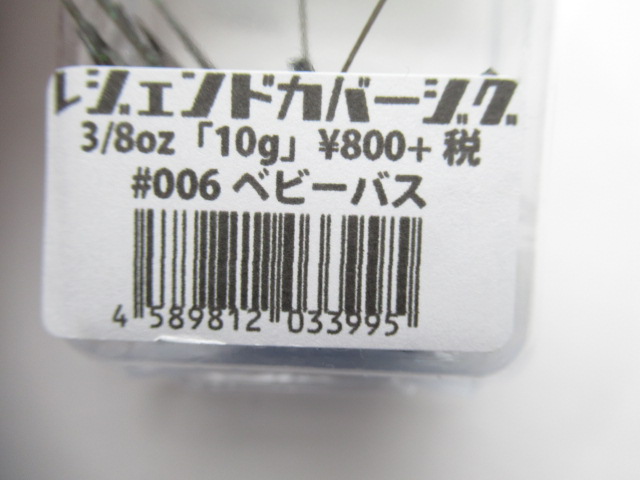 レジェンドカバージグ
3/8oz「10g」¥800+ 税
#006 ベビーバス
4 589812 033995